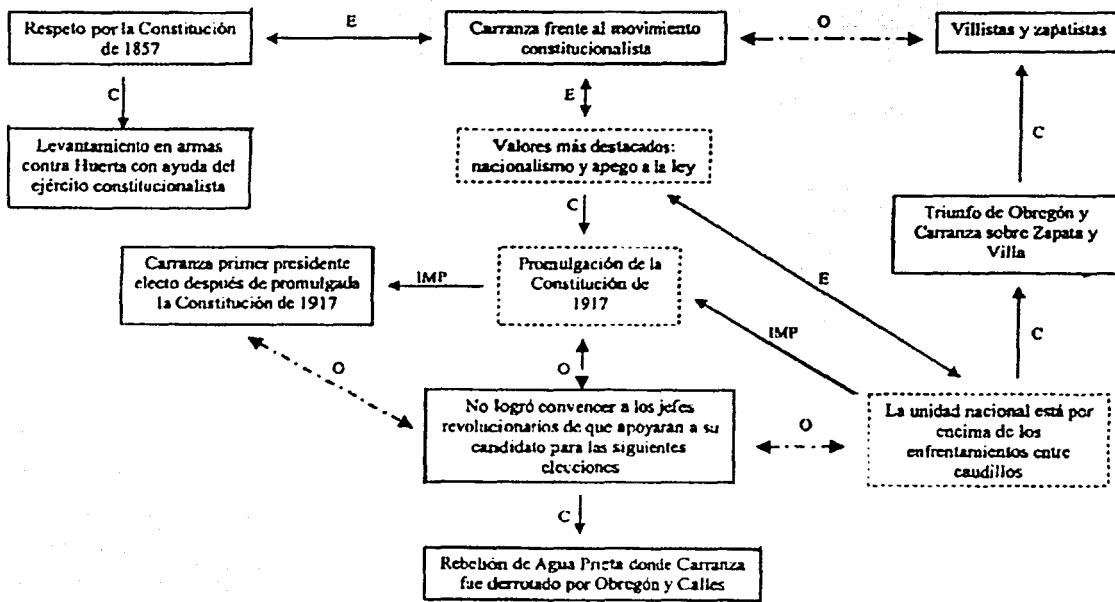 Respeto por la Constitución
de 1857
E
Carranza frente al movimiento
constitucionalista
O
Villistas y zapatistas
C
E
C
Levantamiento en armas
contra Huerta con ayuda del
ejército constitucionalista
Valores más destacados:
nacionalismo y apego a la ley
C
Triunfo de Obregón y
Carranza sobre Zapata y
Villa
Carranza primer presidente
electo después de promulgada
la Constitución de 1917
IMP
Promulgación de la
Constitución de
1917
E
IMP
C
O
O
No logró convencer a los jefes
revolucionarios de que apoyaran a su
candidato para las siguientes
elecciones
O
La unidad nacional está por
encima de los
enfrentamientos entre
caudillos
C
Rebelión de Agua Prieta donde Carranza
fue derrotado por Obregón y Calles